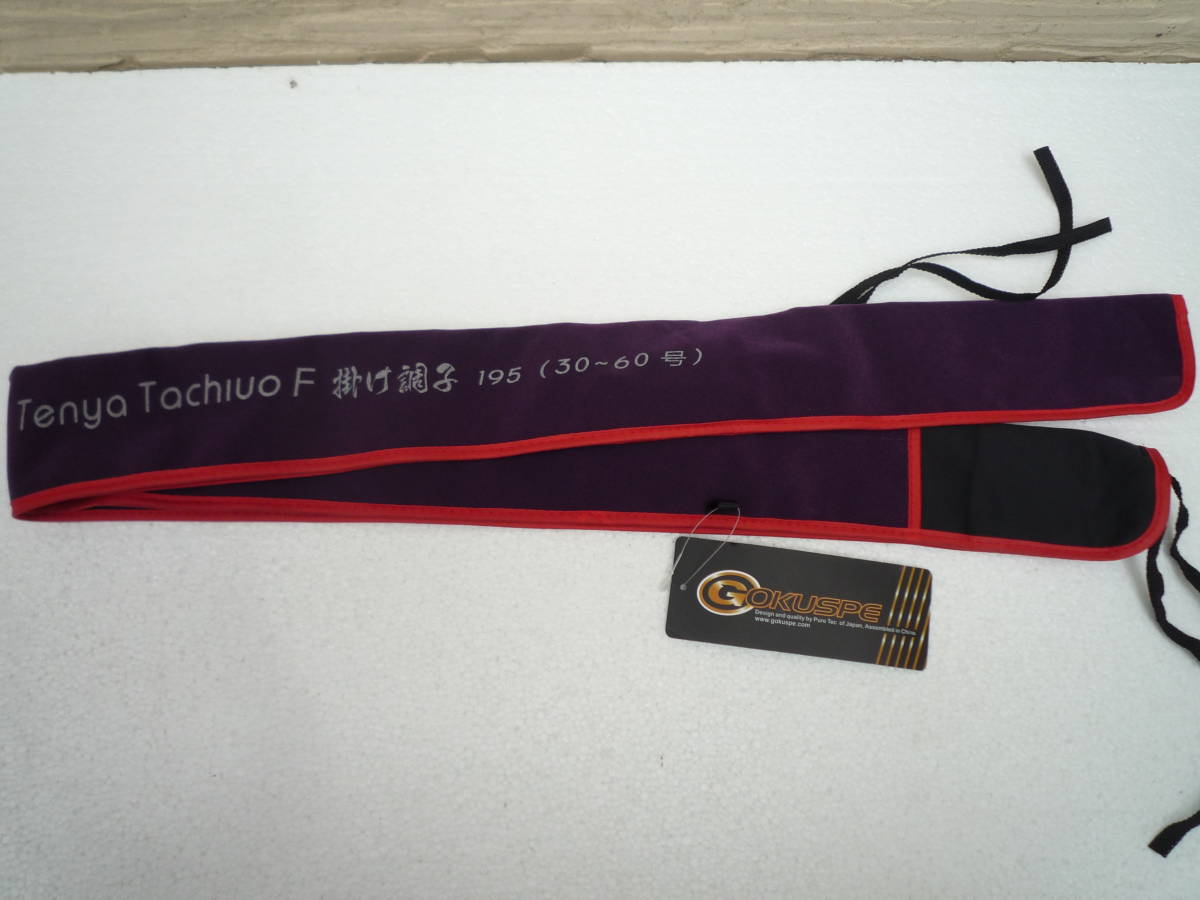 Tenya Tachiuo F 掛け調子 195 (30~60号)
GOKUSPE
Design and quality by Pure Tec of Japan, Assembled in China.
www.gokuspe.com